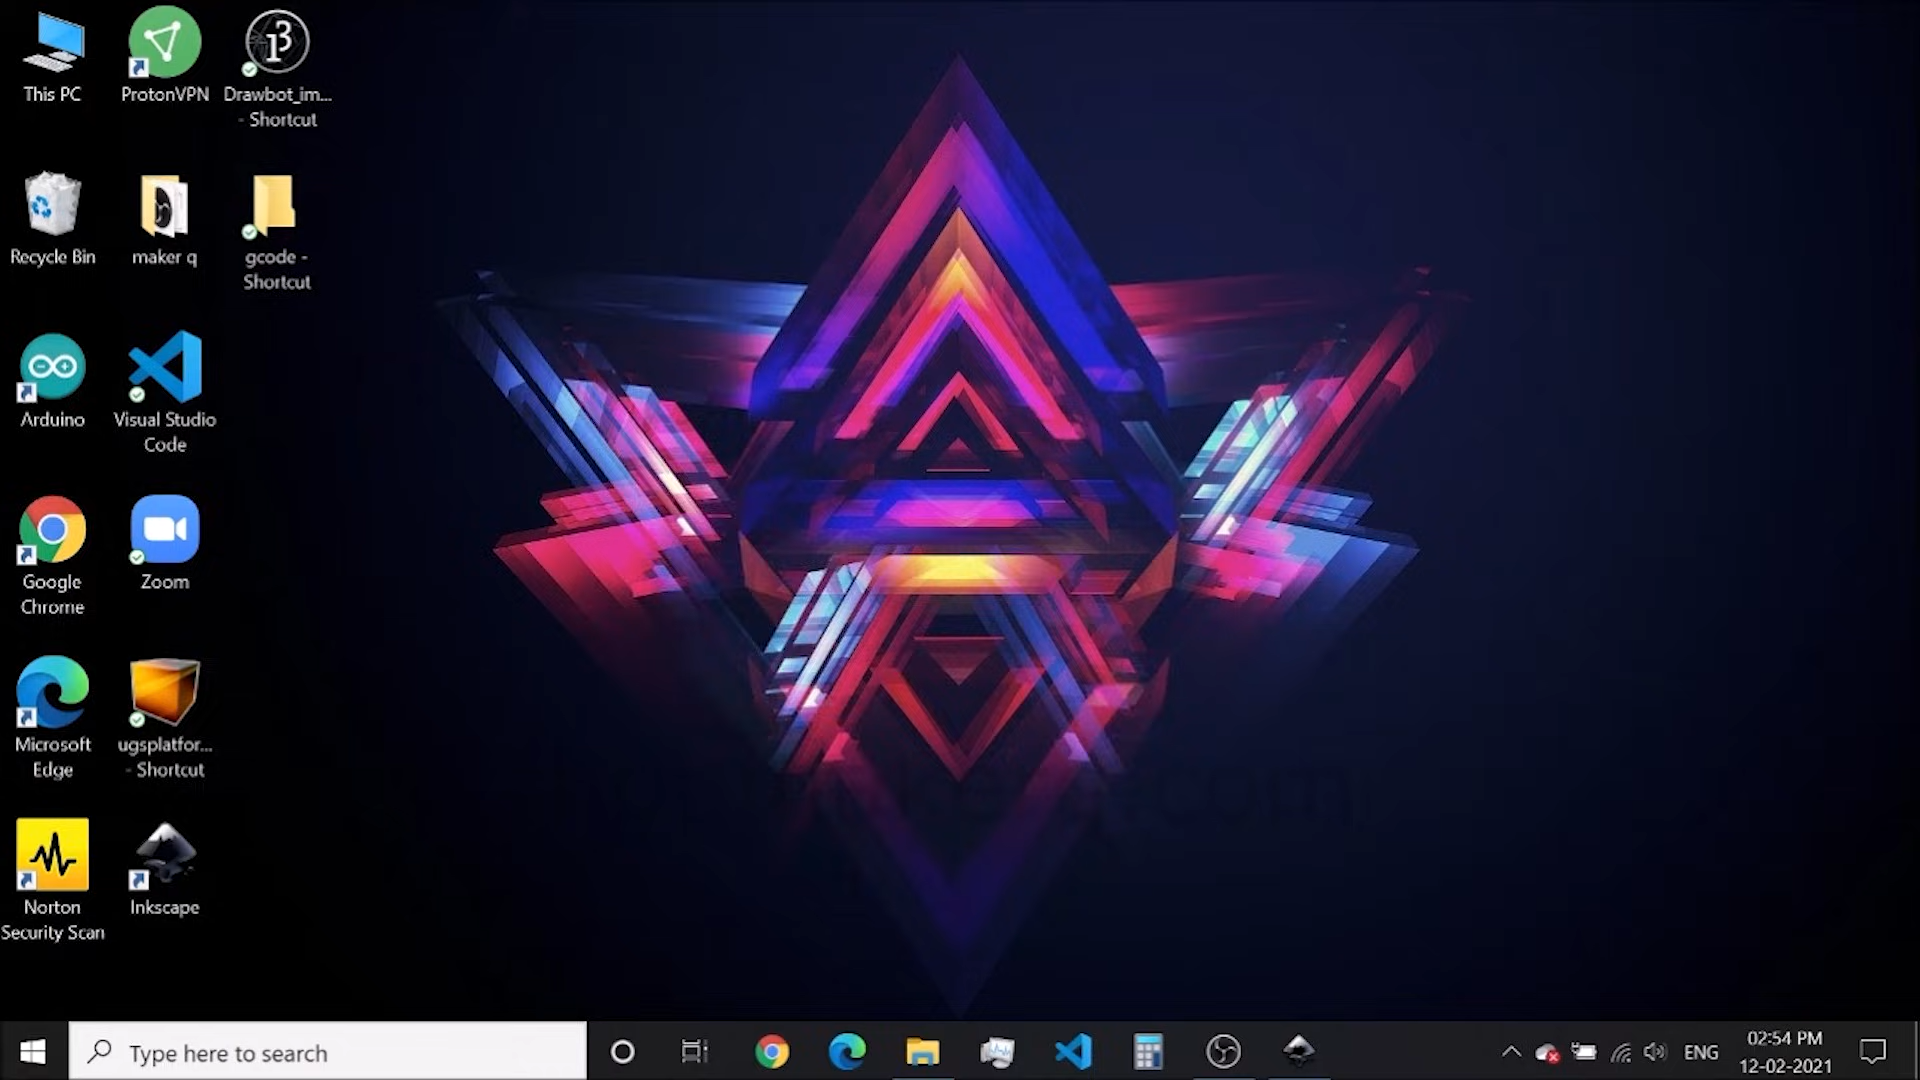 This PC
ProtonVPN
Drawbot_im...
- Shortcut
Recycle Bin
maker q
gcode -
Shortcut
Arduino
Visual Studio
Code
Google
Chrome
Zoom
Microsoft
Edge
ugsplatfor...
- Shortcut
Norton
Security Scan
Inkscape
Type here to search
ENG
02:54 PM
12-02-2021